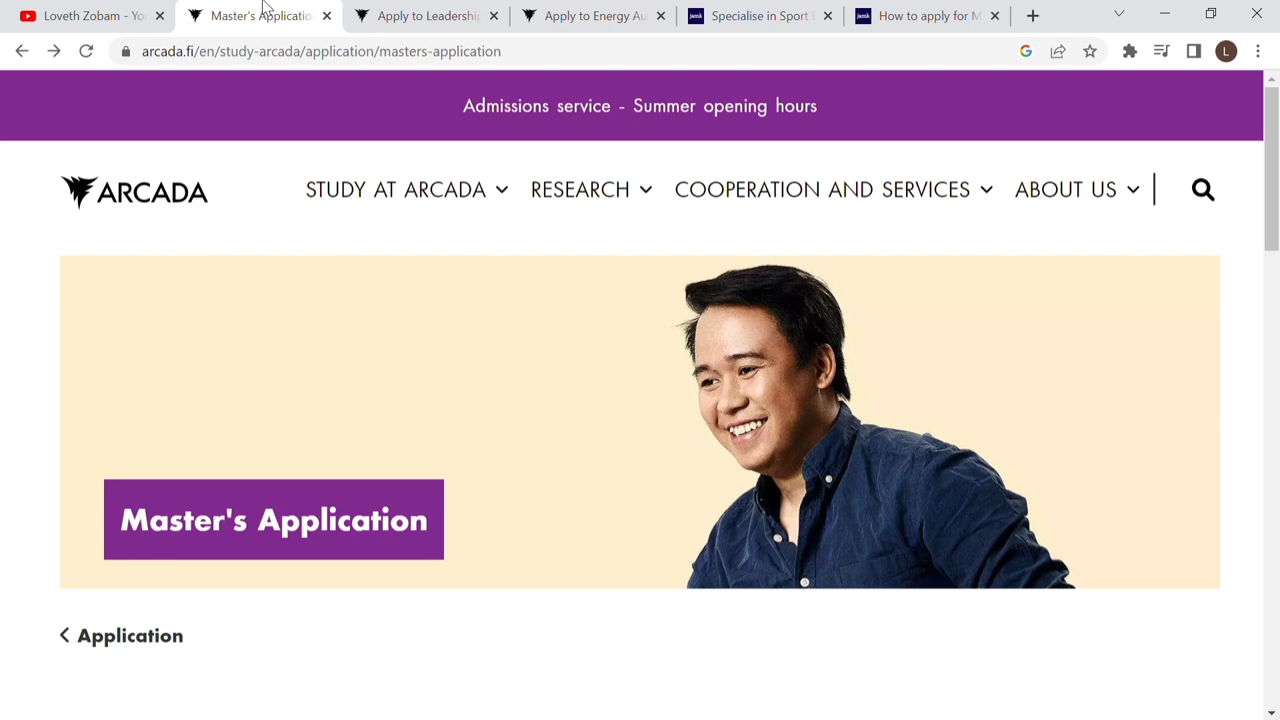 Loveth Zobam - Yo
Master's Applicatio
Apply to Leadership
Apply to Energy Au
Specialise in Sport
How to apply for M
arcada.fi/en/study-arcada/application/masters-application
L
Admissions service - Summer opening hours
ARCADA
STUDY AT ARCADA
RESEARCH
COOPERATION AND SERVICES
ABOUT US
Master's Application
Application